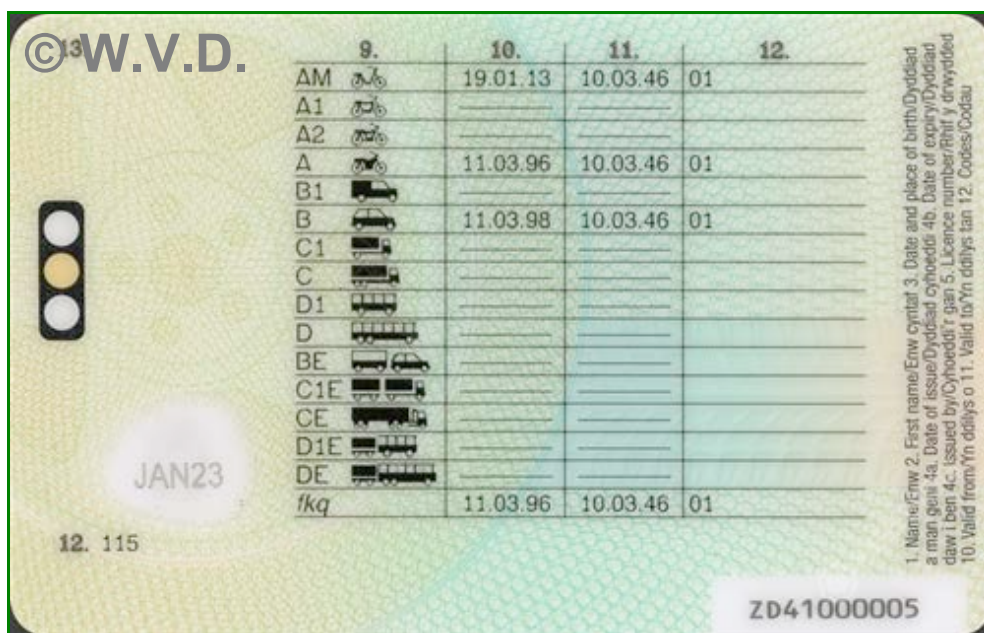 13.
©W.V.D.
9. 10. 11. 12.
AM 19.01.13 10.03.46 01
A1
A2
A 11.03.96 10.03.46 01
B1
B 11.03.98 10.03.46 01
C1
C
D1
D
BE
C1E
CE
D1E
DE
fkq 11.03.96 10.03.46 01
JAN23
12. 115
ZD41000005
1. Name/Enw 2. First name/Enw cyntaf 3. Date and place of birth/Dyddiad
a man geni 4a. Date of issue/Dyddiad cyhoeddi 4b. Date of expiry/Dyddiad
daw i ben 4c. Issued by/Cyhoeddi'r gan 5. Licence number/Rhif y drwydded
10. Valid from/Yn ddilys o 11. Valid to/Yn ddilys tan 12. Codes/Codau